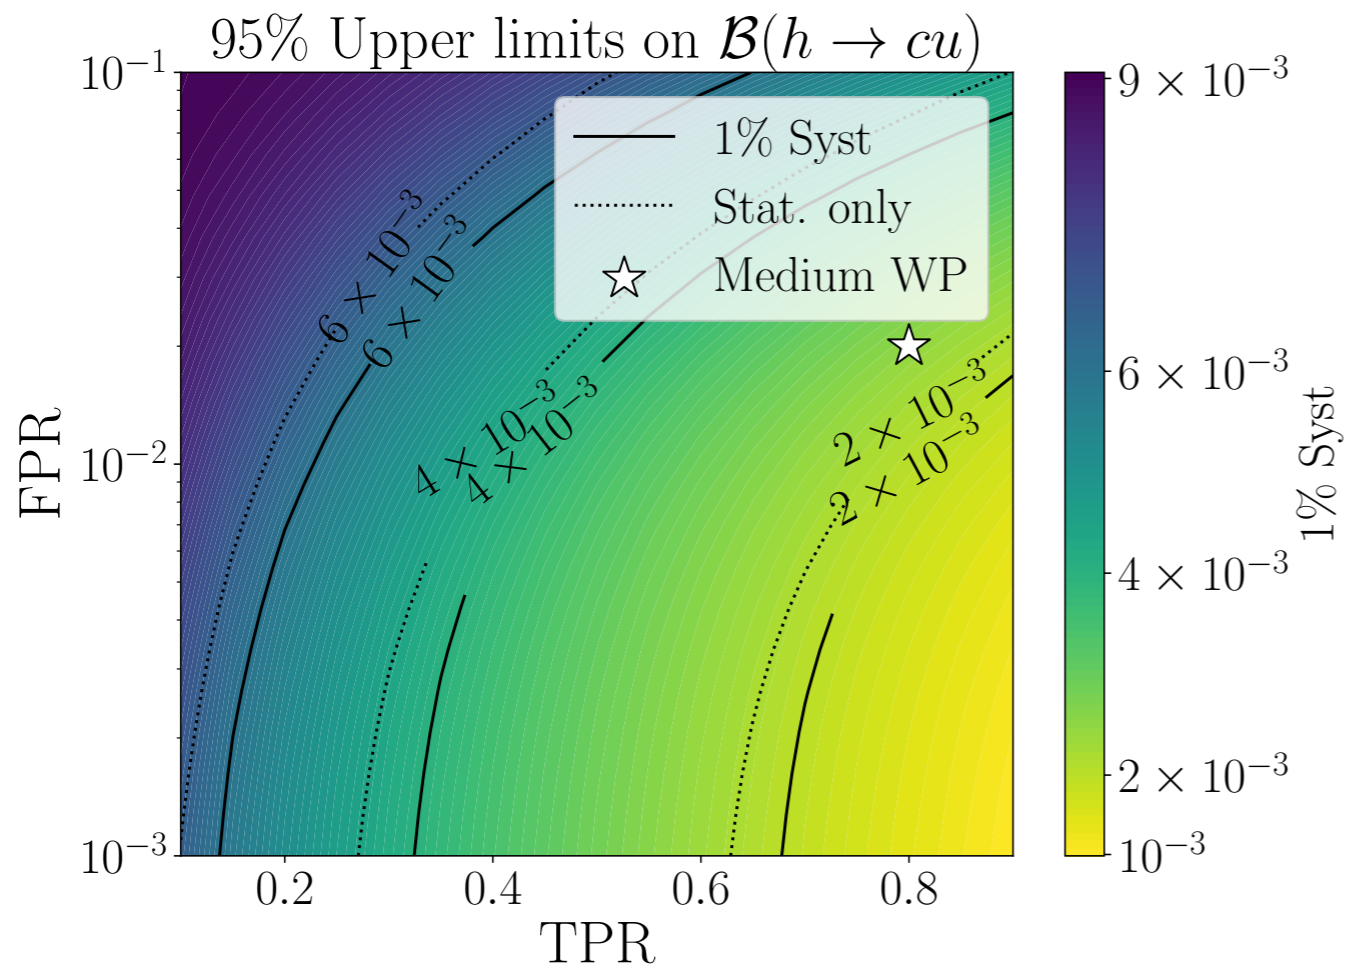 95% Upper limits on ℬ(h → cu)
10⁻¹
10⁻²
10⁻³
FPR
0.2 0.4 0.6 0.8
TPR
1% Syst
Stat. only
Medium WP
6 × 10⁻³
6 × 10⁻³
4 × 10⁻³
4 × 10⁻³
2 × 10⁻³
2 × 10⁻³
9 × 10⁻³
6 × 10⁻³
4 × 10⁻³
2 × 10⁻³
10⁻³
1% Syst